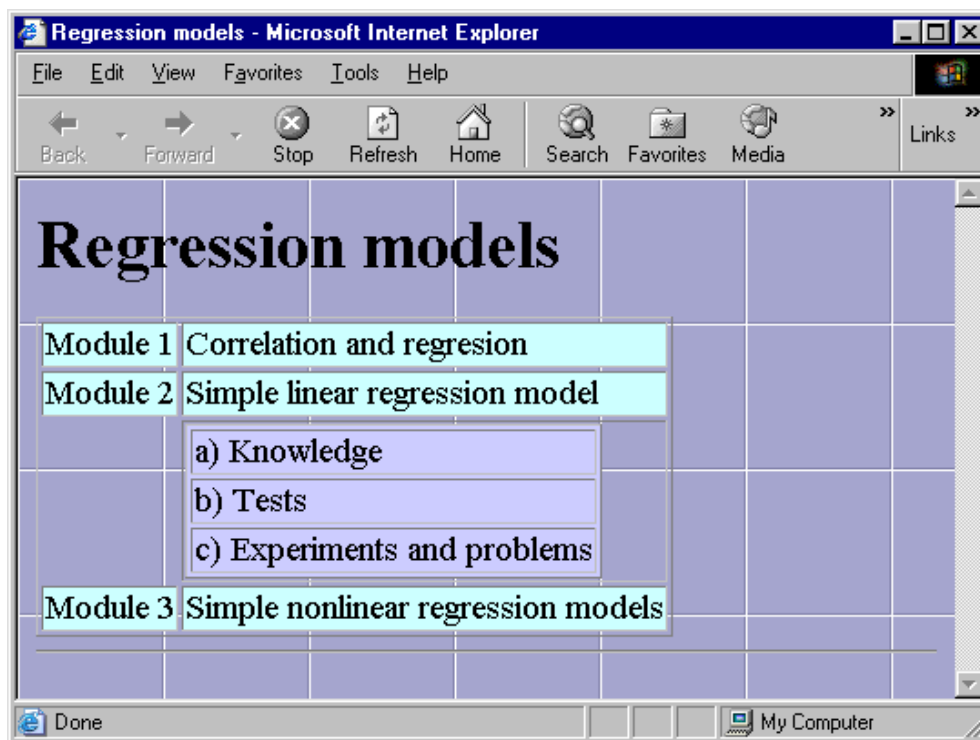 Regression models - Microsoft Internet Explorer
File Edit View Favorites Tools Help
Back Forward Stop Refresh Home Search Favorites Media » Links »
Regression models
Module 1 Correlation and regresion
Module 2 Simple linear regression model
a) Knowledge
b) Tests
c) Experiments and problems
Module 3 Simple nonlinear regression models
Done My Computer